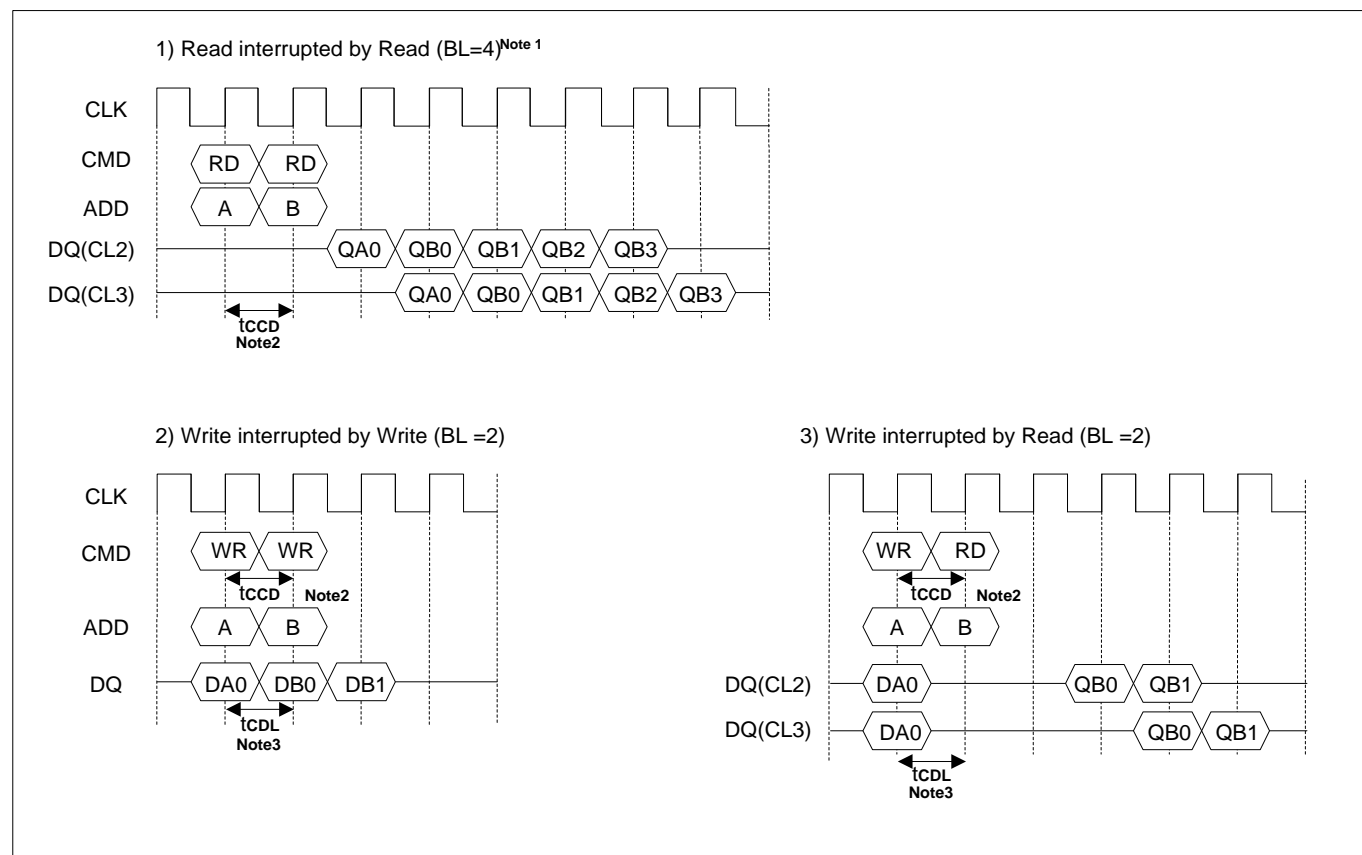 1) Read interrupted by Read (BL=4)Note 1
CLK
CMD RD RD
ADD A B
DQ(CL2) QA0 QB0 QB1 QB2 QB3
DQ(CL3) QA0 QB0 QB1 QB2 QB3
tCCD
Note2
2) Write interrupted by Write (BL =2)
CLK
CMD WR WR
tCCD Note2
ADD A B
DQ DA0 DB0 DB1
tCDL
Note3
3) Write interrupted by Read (BL =2)
WR RD
tCCD Note2
A B
DQ(CL2) DA0 QB0 QB1
DQ(CL3) DA0 QB0 QB1
tCDL
Note3